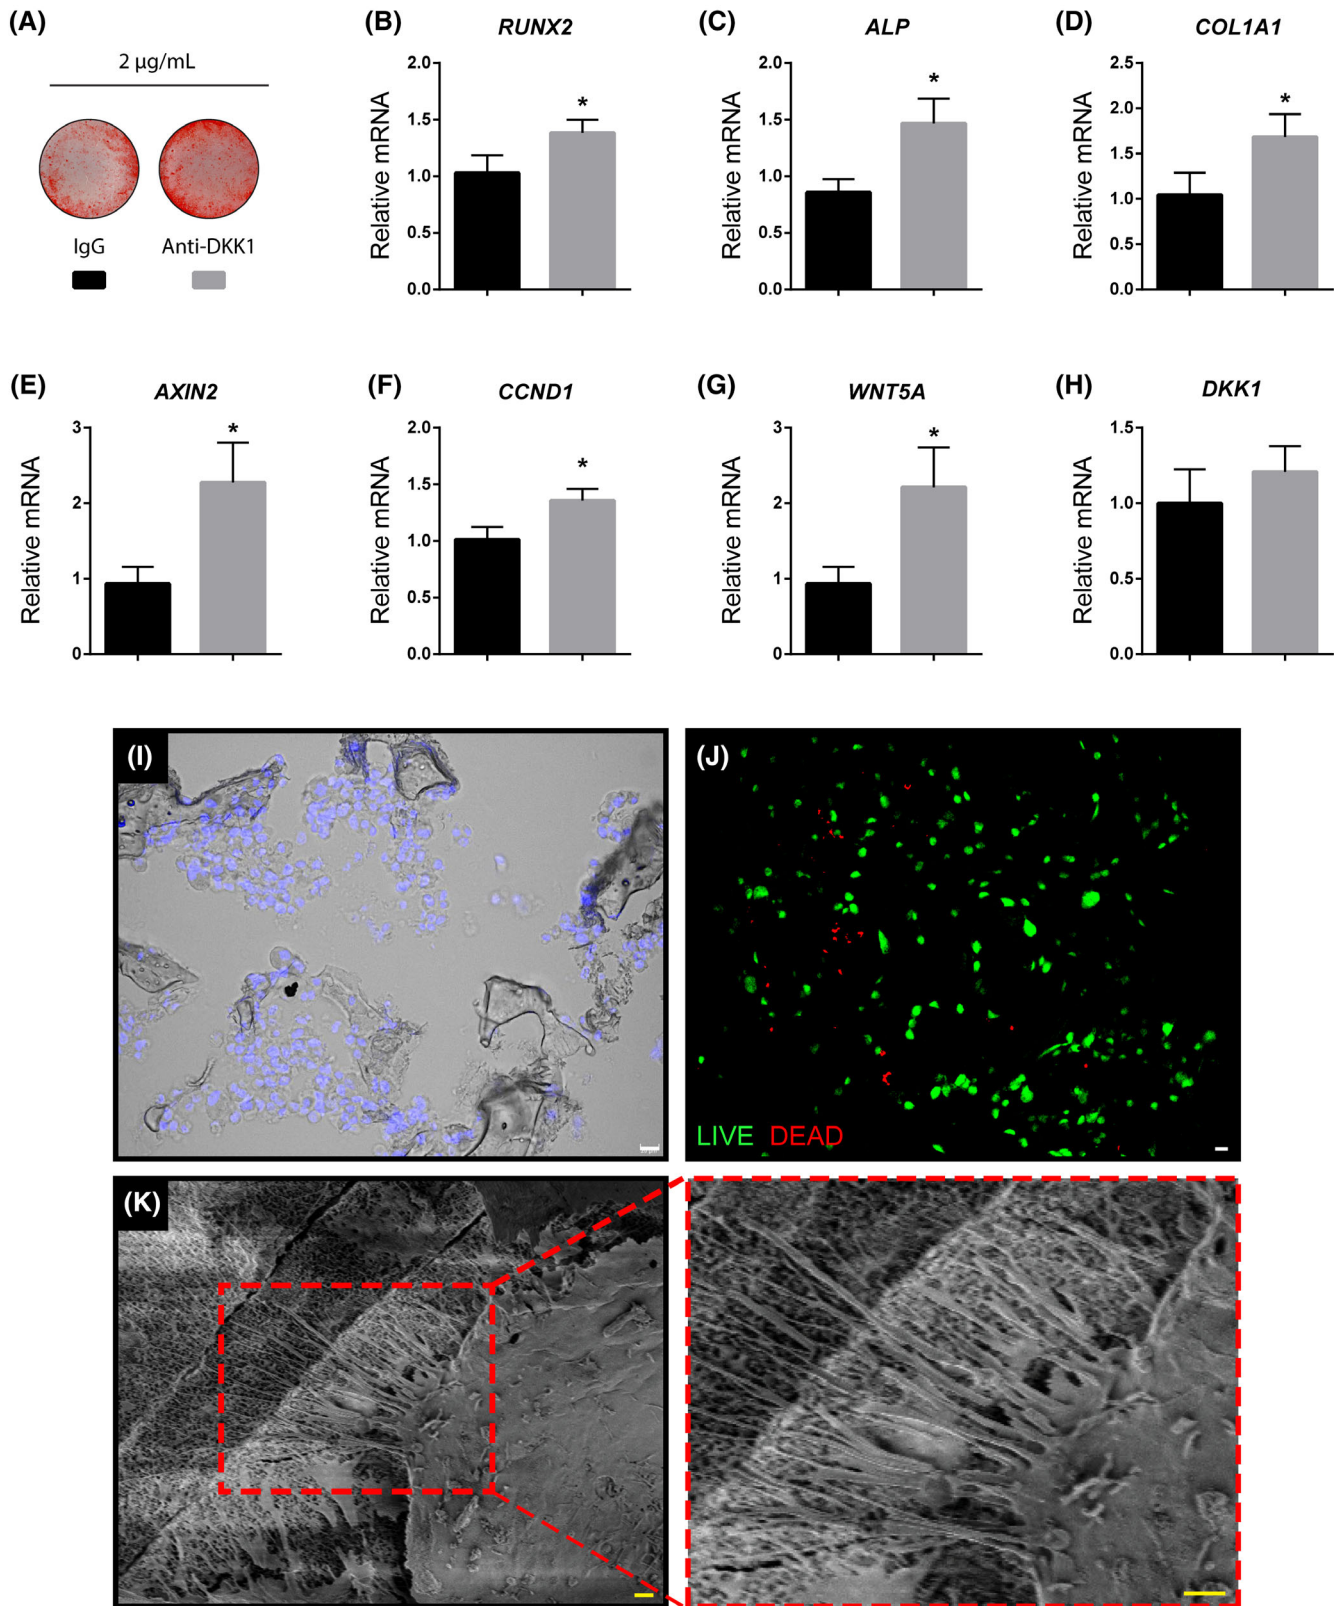 (A)
2 µg/mL
IgG Anti-DKK1
(B) RUNX2
Relative mRNA
2.0
1.5
*
1.0
0.5
0.0
(C) ALP
Relative mRNA
2.0
*
1.5
1.0
0.5
0.0
(D) COL1A1
Relative mRNA
2.5
2.0
*
1.5
1.0
0.5
0.0
(E) AXIN2
Relative mRNA
3
*
2
1
0
(F) CCND1
Relative mRNA
2.0
1.5
*
1.0
0.5
0.0
(G) WNT5A
Relative mRNA
3
*
2
1
0
(H) DKK1
Relative mRNA
1.5
1.0
0.5
0.0
(I)
(J)
LIVE DEAD
(K)